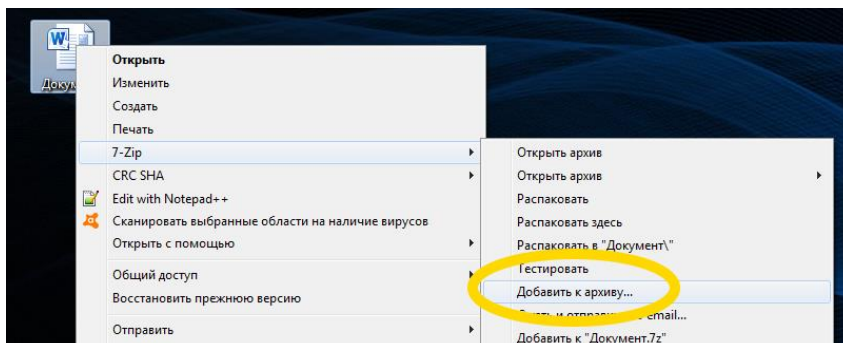 Открыть
Изменить
Создать
Печать
7-Zip
CRC SHA
Edit with Notepad++
Сканировать выбранные области на наличие вирусов
Открыть с помощью
Общий доступ
Восстановить прежнюю версию
Отправить
Открыть архив
Открыть архив
Распаковать
Распаковать здесь
Распаковать в "Документ\"
Тестировать
Добавить к архиву...
email...
Добавить к "Документ.7z"